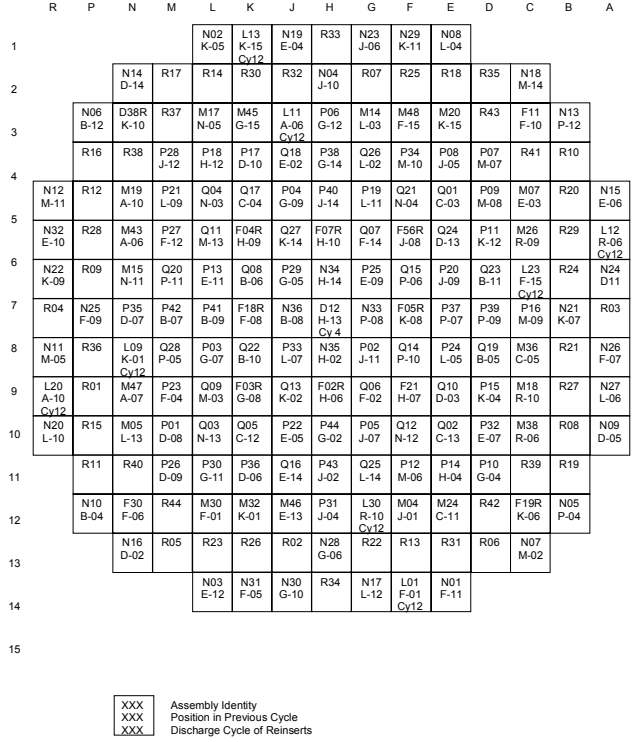 R P N M L K J H G F E D C B A
N02 L13 N19 R33 N23 N29 N08
1 K-05 K-15 E-04 J-06 K-11 L-04
Cy12
N14 R17 R14 R30 R32 N04 R07 R25 R18 R35 N18
D-14 J-10 M-14
2
N06 D38R R37 M17 M45 L11 P06 M14 M48 M20 R43 F11 N13
3 B-12 K-10 N-05 G-15 A-06 G-12 L-03 F-15 K-15 F-10 P-12
Cy12
R16 R38 P28 P18 P17 Q18 P38 Q26 P34 P08 P07 R41 R10
J-12 H-12 D-10 E-02 G-14 L-02 M-10 J-05 M-07
4
N12 R12 M19 P21 Q04 Q17 P04 P40 P19 Q21 Q01 P09 M07 R20 N15
M-11 A-10 L-09 N-03 C-04 G-09 J-14 L-11 N-04 C-03 M-08 E-03 E-06
5
N32 R28 M43 P27 Q11 F04R Q27 F07R Q07 F56R Q24 P11 M26 R29 L12
E-10 A-06 F-12 M-13 H-09 K-14 H-10 F-14 J-08 D-13 K-12 R-09 R-06
6 Cy12
N22 R09 M15 Q20 P13 Q08 P29 N34 P25 Q15 P20 Q23 L23 R24 N24
K-09 N-11 P-11 E-11 B-06 G-05 H-14 E-09 P-06 J-09 B-11 F-15 D11
Cy12
7 R04 N25 P35 P42 P41 F18R N36 D12 N33 F05R P37 P39 P16 N21 R03
F-09 D-07 B-07 B-09 F-08 B-08 H-13 P-08 K-08 P-07 P-09 M-09 K-07
Cy 4
8 N11 R36 L09 Q28 P03 Q22 P33 N35 P02 Q14 P24 Q19 M36 R21 N26
M-05 K-01 P-05 G-07 B-10 L-07 H-02 J-11 P-10 L-05 B-05 C-05 F-07
Cy12
9 L20 R01 M47 P23 Q09 F03R Q13 F02R Q06 F21 Q10 P15 M18 R27 N27
A-10 A-07 F-04 M-03 G-08 K-02 H-06 F-02 H-07 D-03 K-04 R-10 L-06
Cy12
N20 R15 M05 P01 Q03 Q05 P22 P44 P05 Q12 Q02 P32 M38 R08 N09
10 L-10 L-13 D-08 N-13 C-12 E-05 G-02 J-07 N-12 C-13 E-07 R-06 D-05
R11 R40 P26 P30 P36 Q16 P43 Q25 P12 P14 P10 R39 R19
11 D-09 G-11 D-06 E-14 J-02 L-14 M-06 H-04 G-04
N10 F30 R44 M30 M32 M46 P31 L30 M04 M24 R42 F19R N05
12 B-04 F-06 F-01 K-01 E-13 J-04 R-10 J-01 C-11 K-06 P-04
Cy12
N16 R05 R23 R26 R02 N28 R22 R13 R31 R06 N07
13 D-02 G-06 M-02
N03 N31 N30 R34 N17 L01 N01
E-12 F-05 G-10 L-12 F-01 F-11
14 Cy12
15
XXX Assembly Identity
XXX Position in Previous Cycle
XXX Discharge Cycle of Reinserts